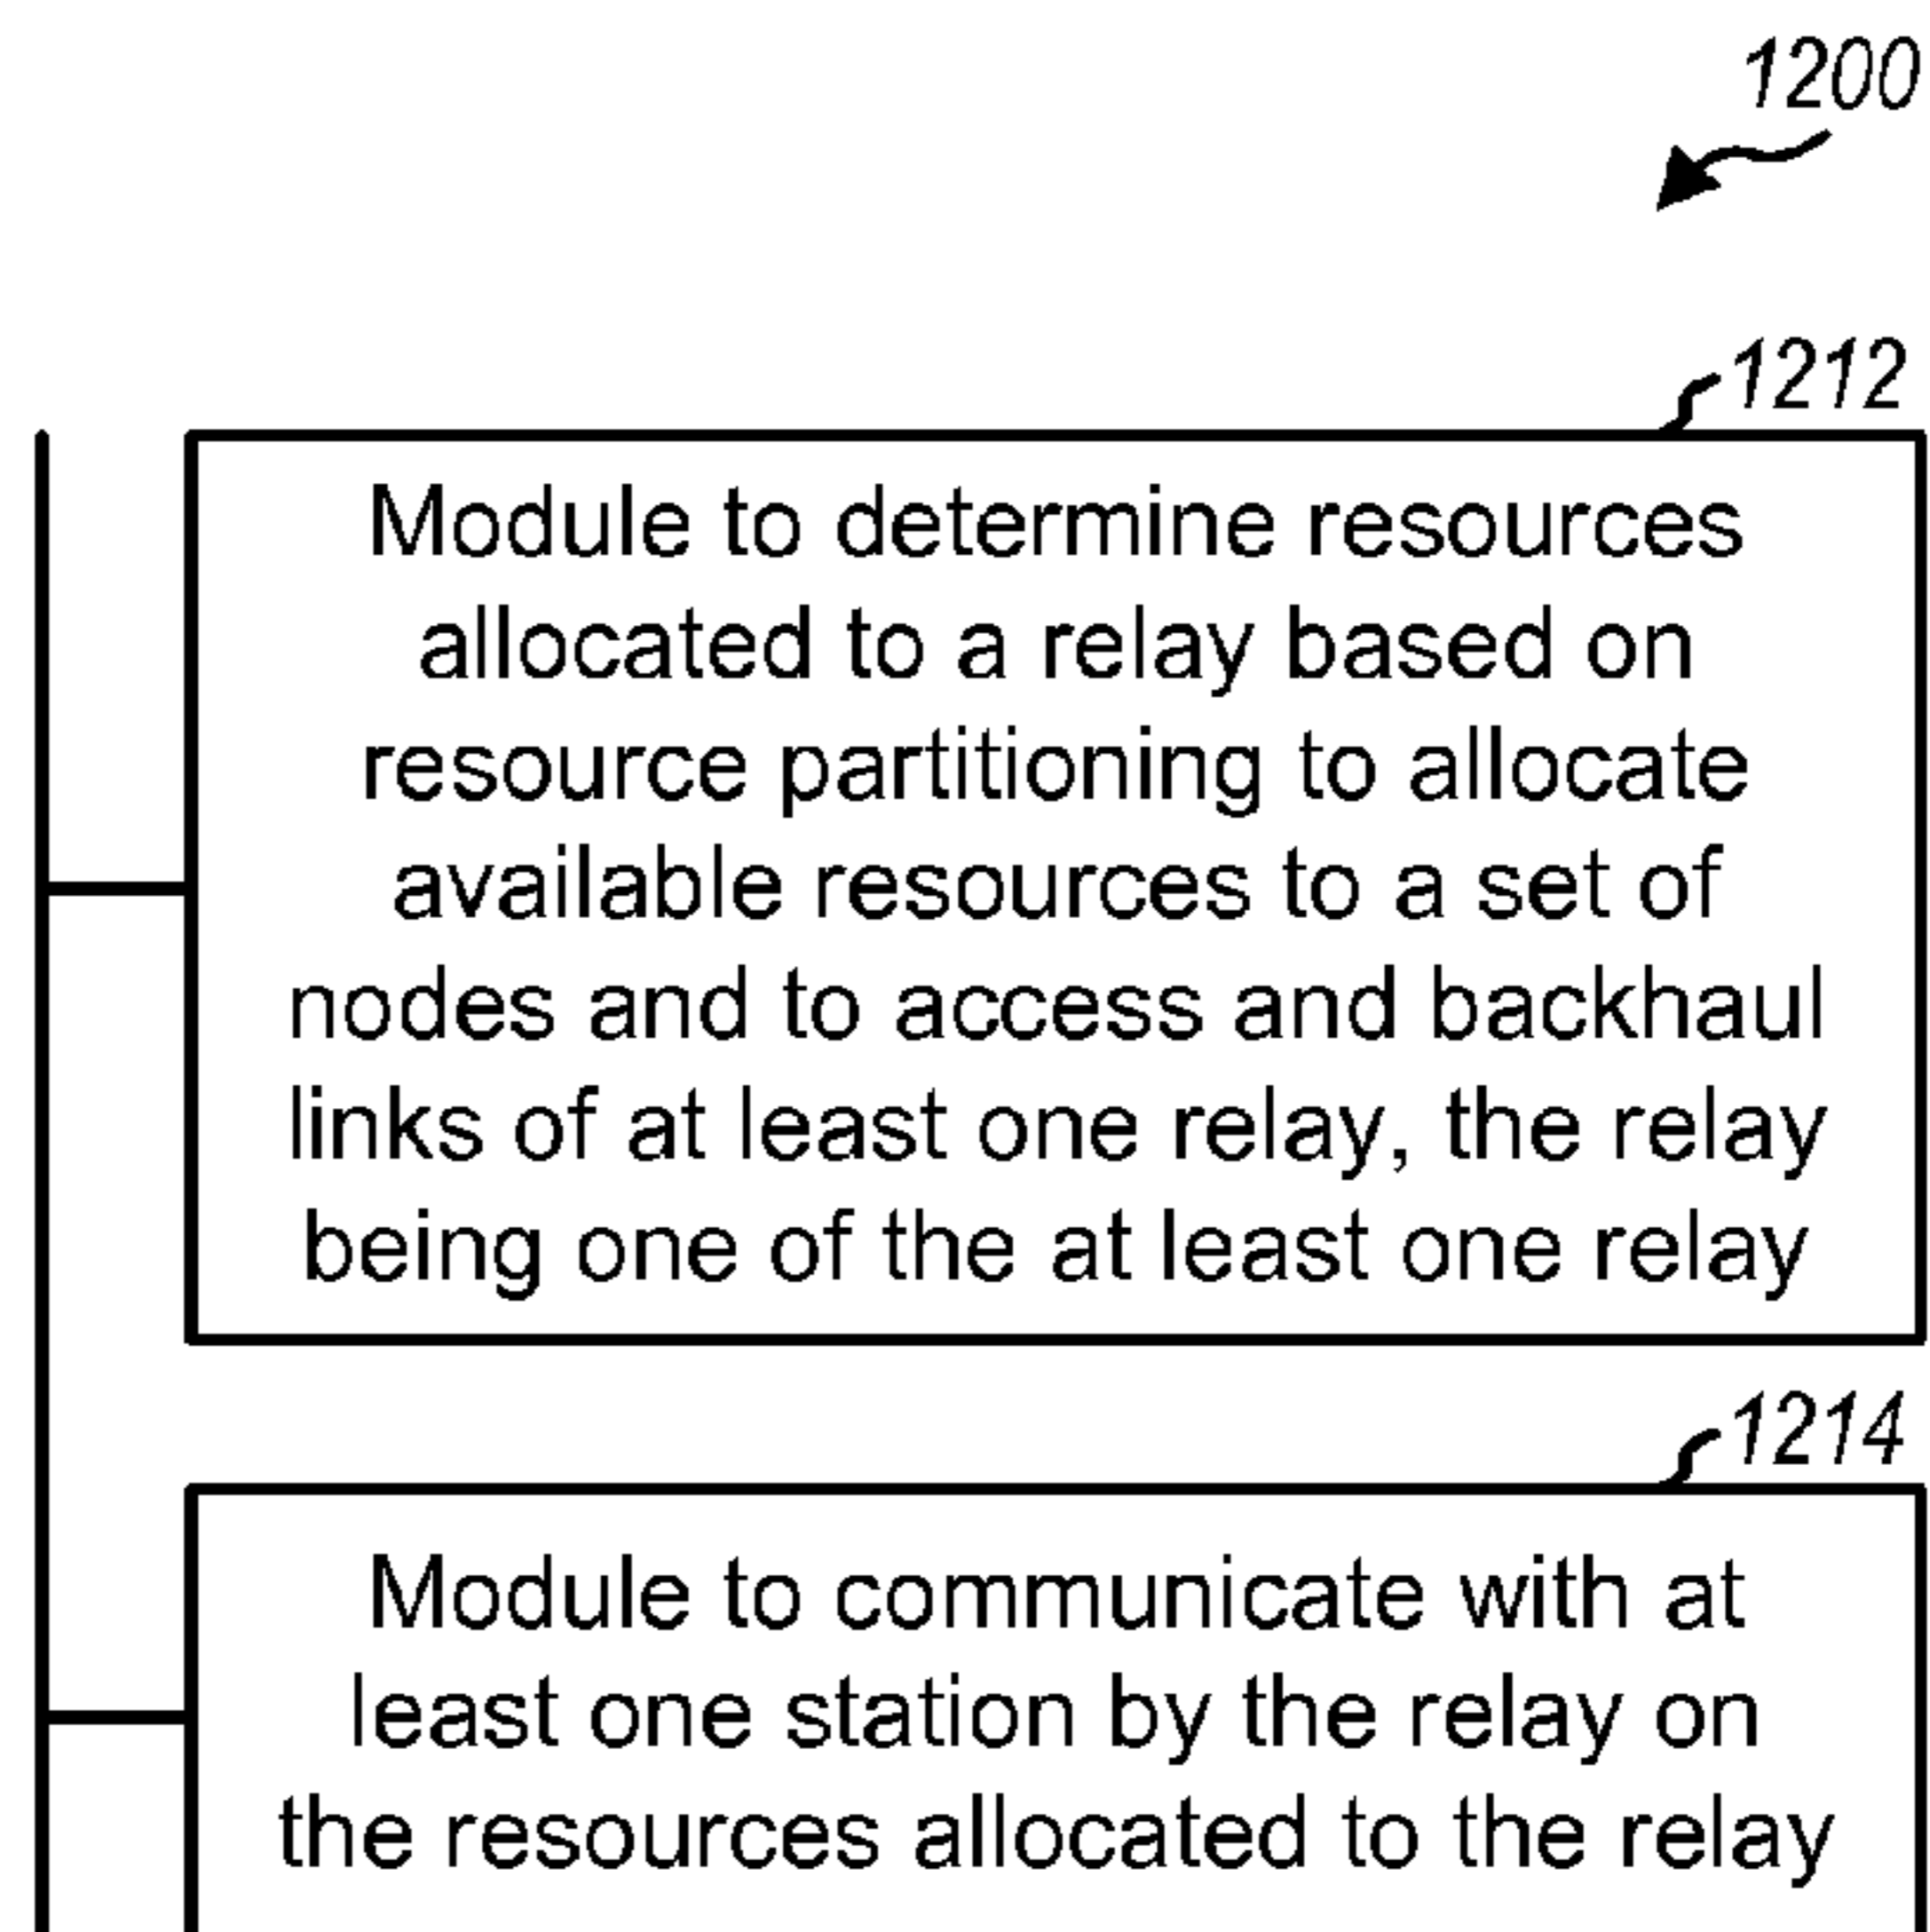 1200
1212
Module to determine resources
allocated to a relay based on
resource partitioning to allocate
available resources to a set of
nodes and to access and backhaul
links of at least one relay, the relay
being one of the at least one relay
1214
Module to communicate with at
least one station by the relay on
the resources allocated to the relay